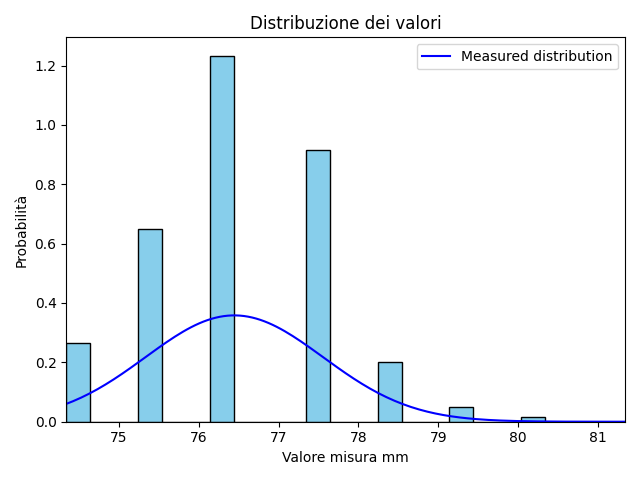 Distribuzione dei valori
Measured distribution
Probabilità
1.2
1.0
0.8
0.6
0.4
0.2
0.0
75 76 77 78 79 80 81
Valore misura mm